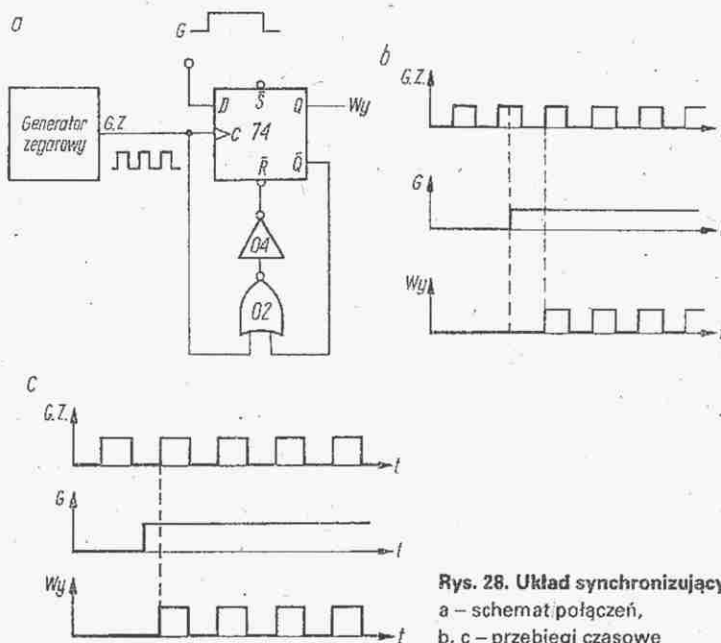 a
G
Generator
zegarowy
G.Z.
D
S̄
Q
Wy
C
74
R̄
Q̄
04
02
b
G.Z.
t
G
t
Wy
t
c
G.Z.
t
G
t
Wy
t
Rys. 28. Układ synchronizujący
a – schemat połączeń,
b, c – przebiegi czasowe